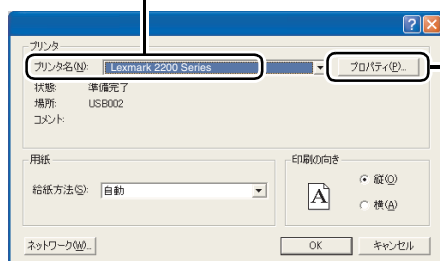 プリンタ
プリンタ名(N): Lexmark 2200 Series プロパティ(P)...
状態: 準備完了
場所: USB002
コメント:
用紙
給紙方法(S): 自動
印刷の向き
A
縦(O)
横(A)
ネットワーク(W)... OK キャンセル